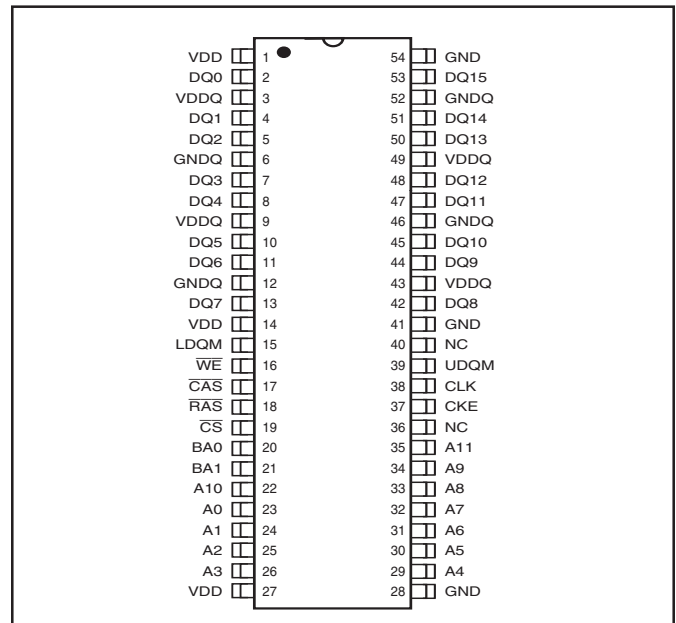 VDD 1 54 GND
DQ0 2 53 DQ15
VDDQ 3 52 GNDQ
DQ1 4 51 DQ14
DQ2 5 50 DQ13
GNDQ 6 49 VDDQ
DQ3 7 48 DQ12
DQ4 8 47 DQ11
VDDQ 9 46 GNDQ
DQ5 10 45 DQ10
DQ6 11 44 DQ9
GNDQ 12 43 VDDQ
DQ7 13 42 DQ8
VDD 14 41 GND
LDQM 15 40 NC
W̅E̅ 16 39 UDQM
C̅A̅S̅ 17 38 CLK
R̅A̅S̅ 18 37 CKE
C̅S̅ 19 36 NC
BA0 20 35 A11
BA1 21 34 A9
A10 22 33 A8
A0 23 32 A7
A1 24 31 A6
A2 25 30 A5
A3 26 29 A4
VDD 27 28 GND